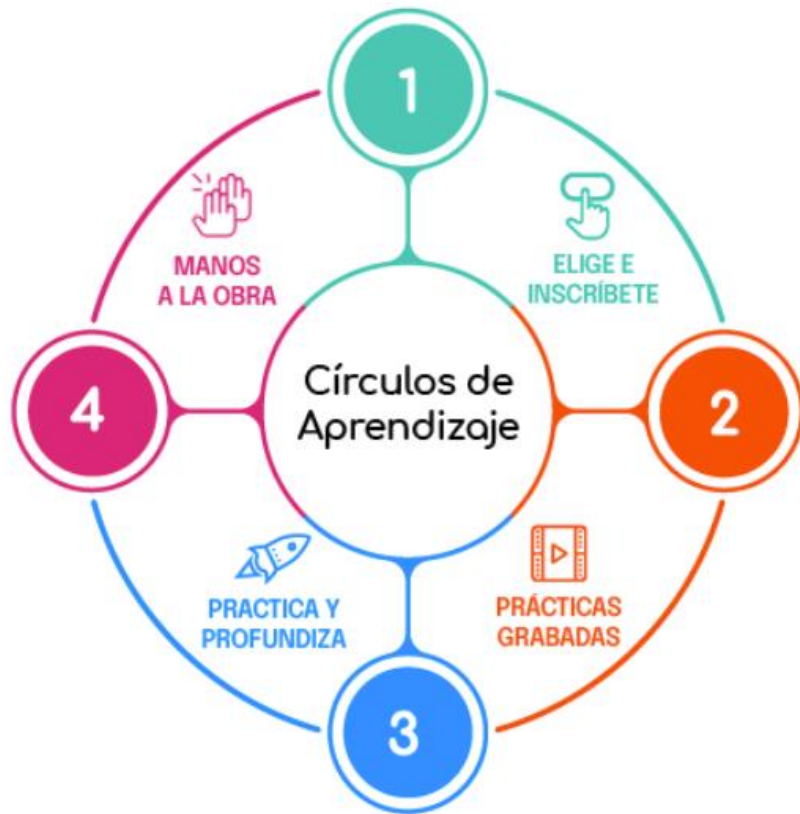 1
ELIGE E
INSCRÍBETE
2
PRÁCTICAS
GRABADAS
3
PRACTICA Y
PROFUNDIZA
4
MANOS
A LA OBRA
Círculos de
Aprendizaje